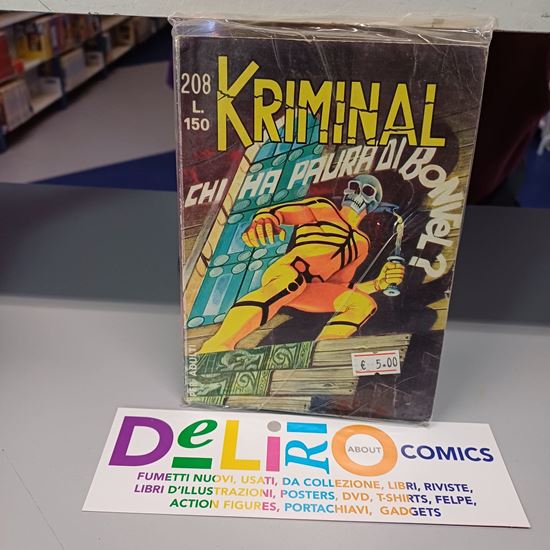 208
L.
150
KRIMINAL
CHI HA PAURA DI BONVEL?
€ 5.00
DeLiRIO ABOUT COMICS
FUMETTI NUOVI, USATI, DA COLLEZIONE, LIBRI, RIVISTE,
LIBRI D'ILLUSTRAZIONI, POSTERS, DVD, T-SHIRTS, FELPE,
ACTION FIGURES, PORTACHIAVI, GADGETS